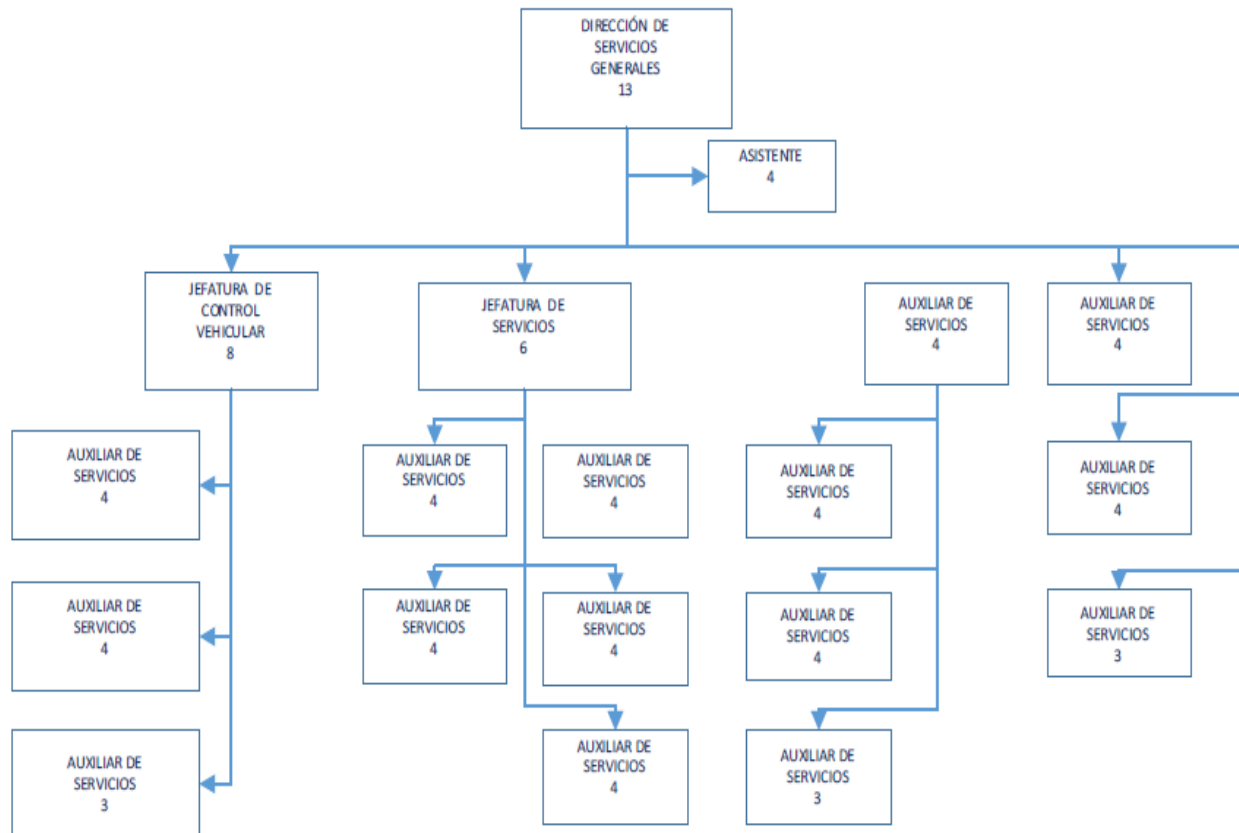 DIRECCIÓN DE
SERVICIOS
GENERALES
13
ASISTENTE
4
JEFATURA DE
CONTROL
VEHICULAR
8
JEFATURA DE
SERVICIOS
6
AUXILIAR DE
SERVICIOS
4
AUXILIAR DE
SERVICIOS
4
AUXILIAR DE
SERVICIOS
4
AUXILIAR DE
SERVICIOS
4
AUXILIAR DE
SERVICIOS
4
AUXILIAR DE
SERVICIOS
4
AUXILIAR DE
SERVICIOS
4
AUXILIAR DE
SERVICIOS
4
AUXILIAR DE
SERVICIOS
4
AUXILIAR DE
SERVICIOS
4
AUXILIAR DE
SERVICIOS
4
AUXILIAR DE
SERVICIOS
3
AUXILIAR DE
SERVICIOS
3
AUXILIAR DE
SERVICIOS
4
AUXILIAR DE
SERVICIOS
3